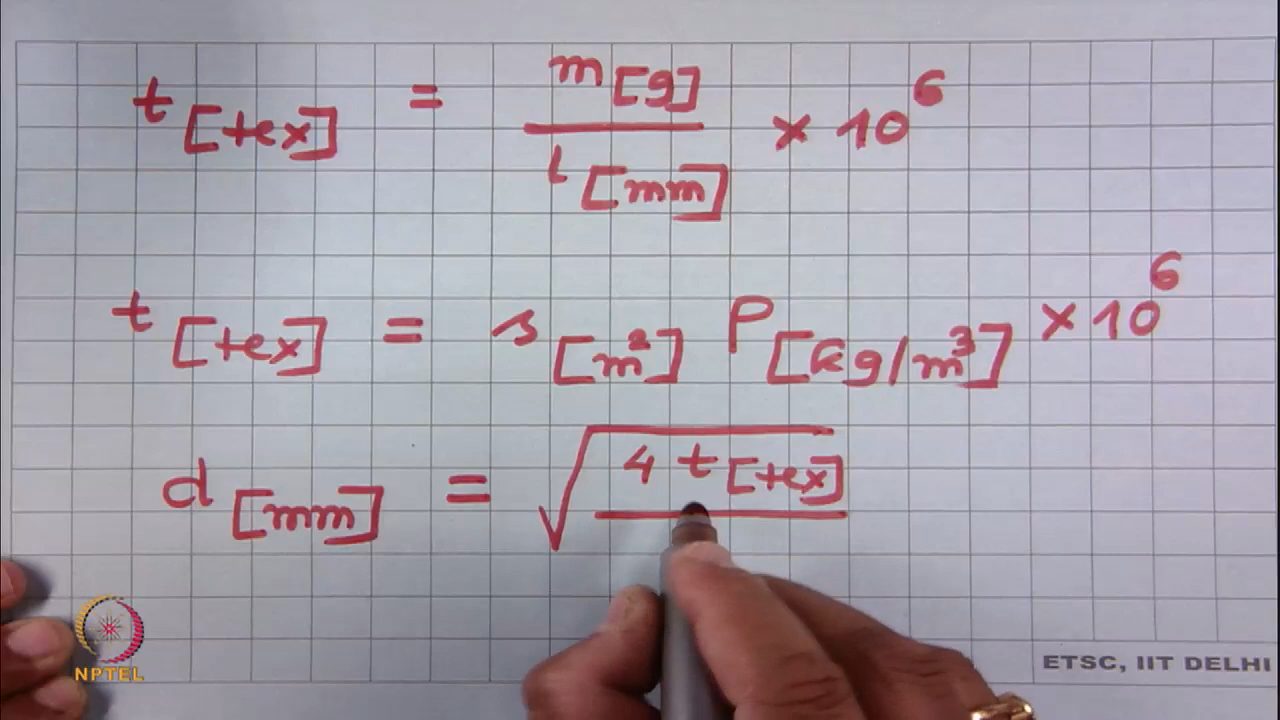 t [tex] = m [g] / l [mm] × 10^6
t [tex] = s [m²] ρ [kg/m³] × 10^6
d [mm] = √ 4 t [tex]
NPTEL
ETSC, IIT DELHI